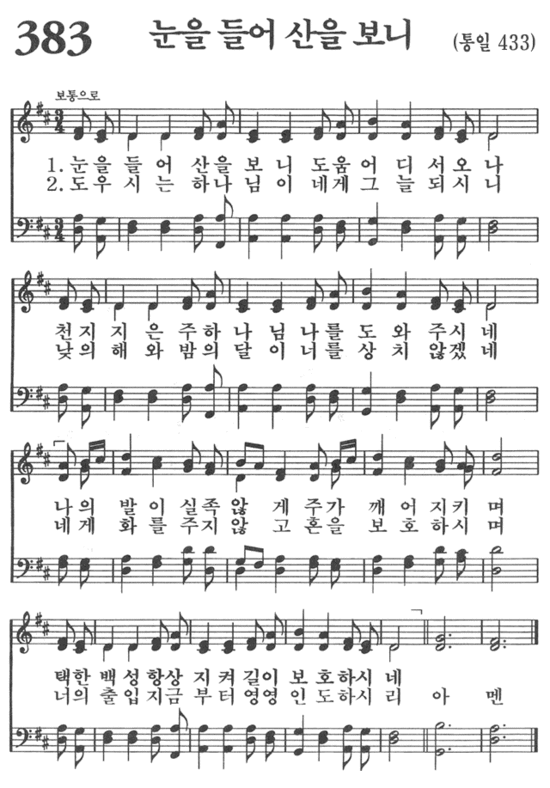 383 눈을 들어 산을 보니 (통일 433)
보통으로
1. 눈을 들어 산을 보니 도움 어디서 오나
2. 도우시는 하나님이 네게 그늘 되시니
천지 지은 주 하나님 나를 도와 주시네
낮의 해와 밤의 달이 너를 상치 않겠네
나의 발이 실족않게 주가 깨어 지키며
네게 화를 주지 않고 혼을 보호하시며
택한 백성 항상 지켜 길이 보호하시네
너의 출입 지금부터 영영 인도하시리 아멘